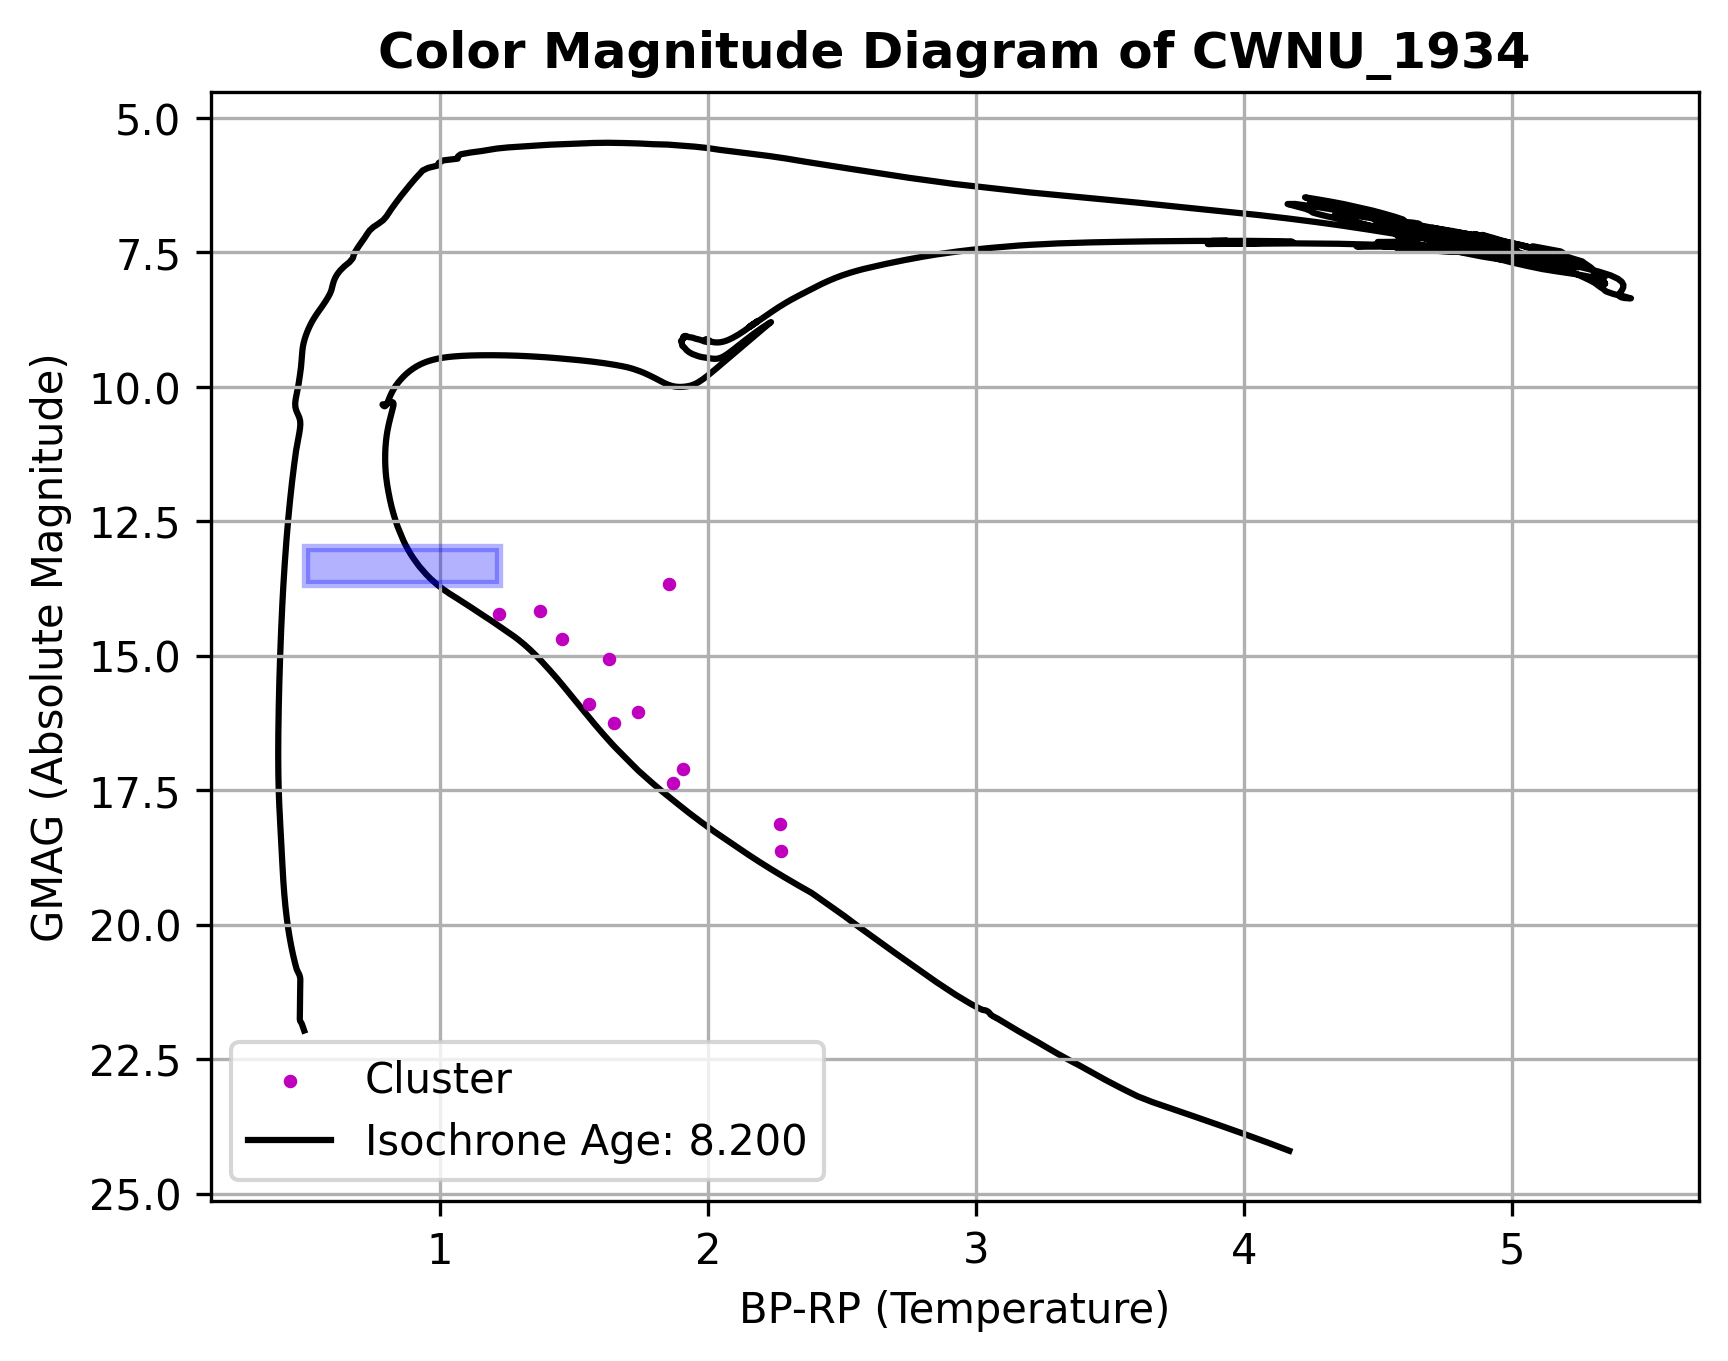 Color Magnitude Diagram of CWNU_1934
GMAG (Absolute Magnitude)
5.0
7.5
10.0
12.5
15.0
17.5
20.0
22.5
25.0
Cluster
Isochrone Age: 8.200
1 2 3 4 5
BP-RP (Temperature)